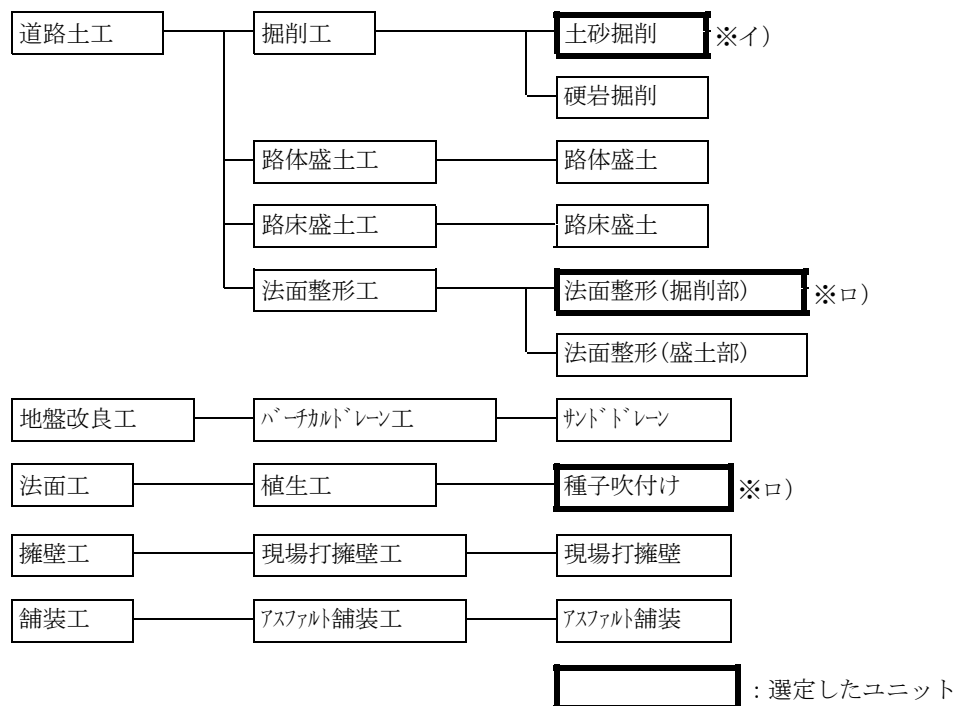 道路土工 掘削工 土砂掘削 ※イ)
硬岩掘削
路体盛土工 路体盛土
路床盛土工 路床盛土
法面整形工 法面整形(掘削部) ※ロ)
法面整形(盛土部)
地盤改良工 ﾊﾞｰﾁｶﾙﾄﾞﾚｰﾝ工 ｻﾝﾄﾞﾄﾞﾚｰﾝ
法面工 植生工 種子吹付け ※ロ)
擁壁工 現場打擁壁工 現場打擁壁
舗装工 ｱｽﾌｧﾙﾄ舗装工 ｱｽﾌｧﾙﾄ舗装
：選定したユニット